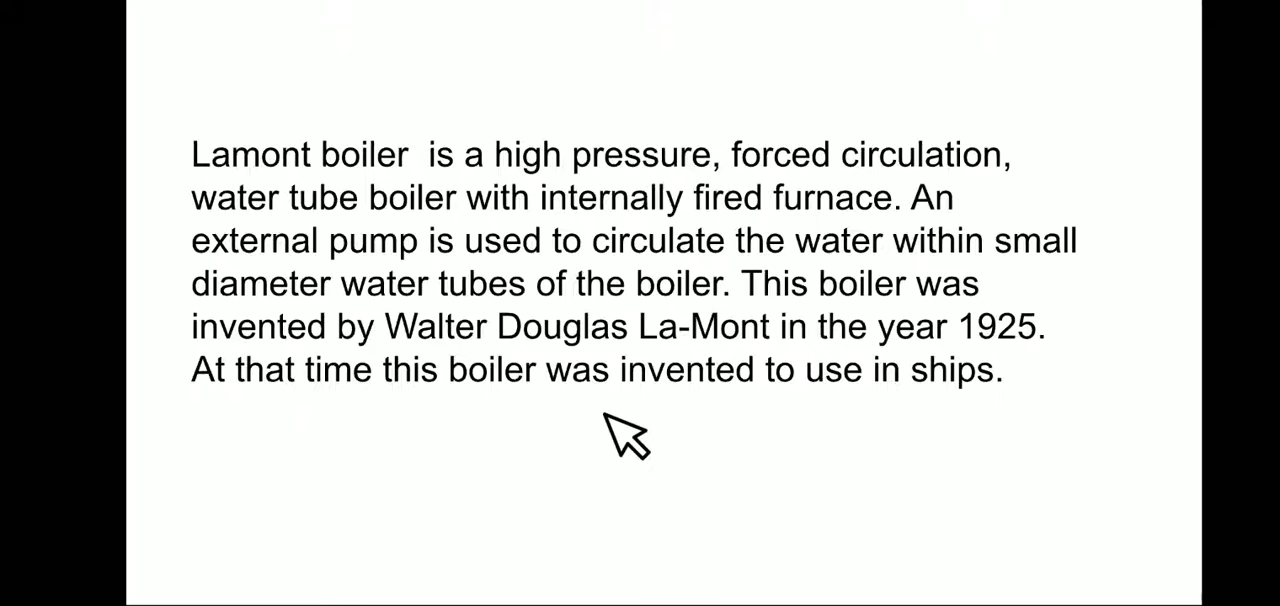 Lamont boiler  is a high pressure, forced circulation,
water tube boiler with internally fired furnace. An
external pump is used to circulate the water within small
diameter water tubes of the boiler. This boiler was
invented by Walter Douglas La-Mont in the year 1925.
At that time this boiler was invented to use in ships.